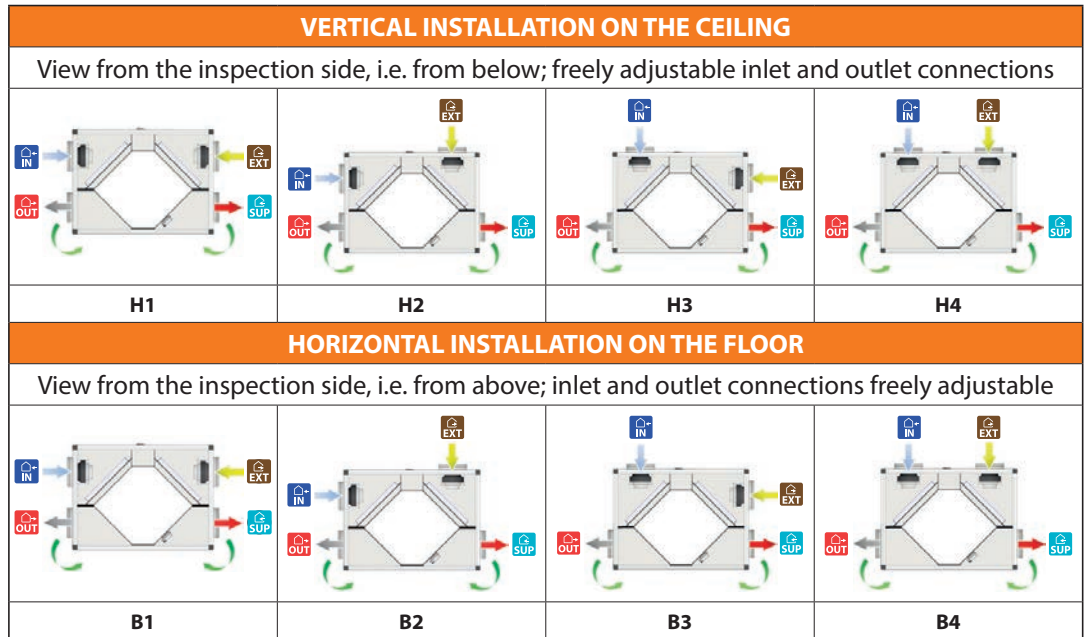 VERTICAL INSTALLATION ON THE CEILING
View from the inspection side, i.e. from below; freely adjustable inlet and outlet connections
IN
EXT
OUT
SUP
EXT
IN
OUT
SUP
IN
EXT
OUT
SUP
IN
EXT
OUT
SUP
H1
H2
H3
H4
HORIZONTAL INSTALLATION ON THE FLOOR
View from the inspection side, i.e. from above; inlet and outlet connections freely adjustable
IN
EXT
OUT
SUP
EXT
IN
OUT
SUP
IN
EXT
OUT
SUP
IN
EXT
OUT
SUP
B1
B2
B3
B4